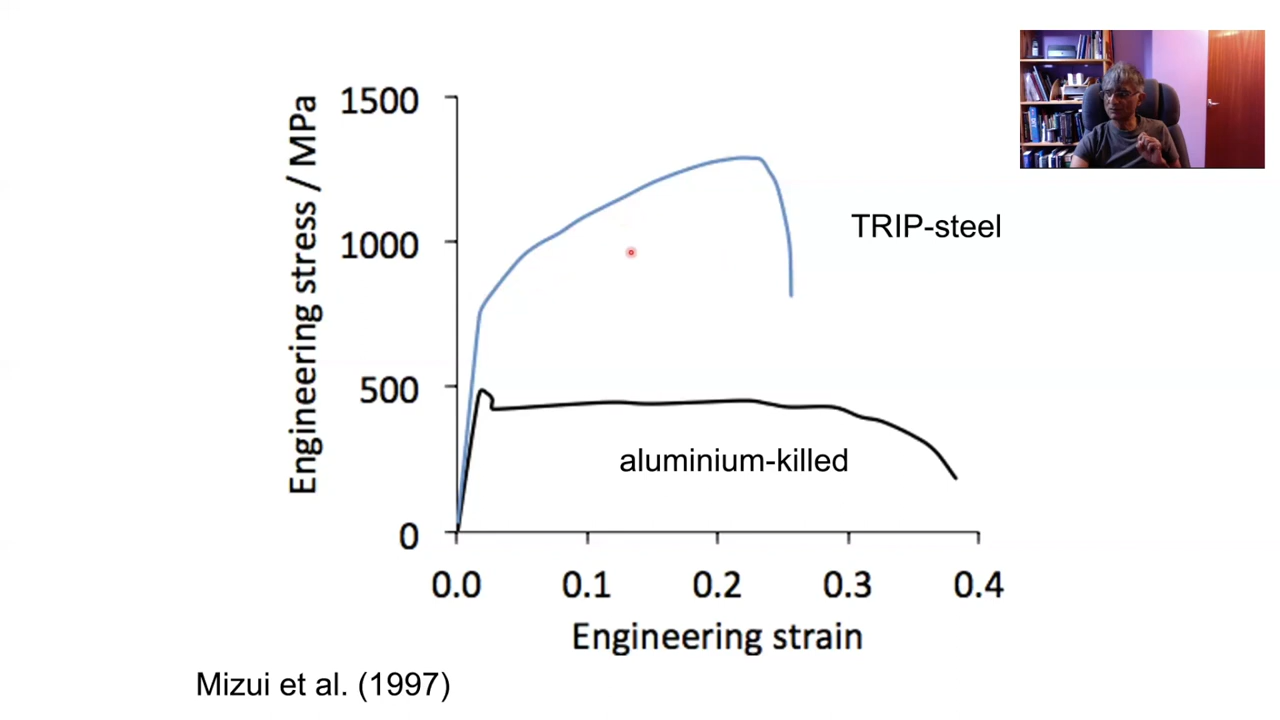 Engineering stress / MPa
1500
1000
500
0
TRIP-steel
aluminium-killed
0.0 0.1 0.2 0.3 0.4
Engineering strain
Mizui et al. (1997)